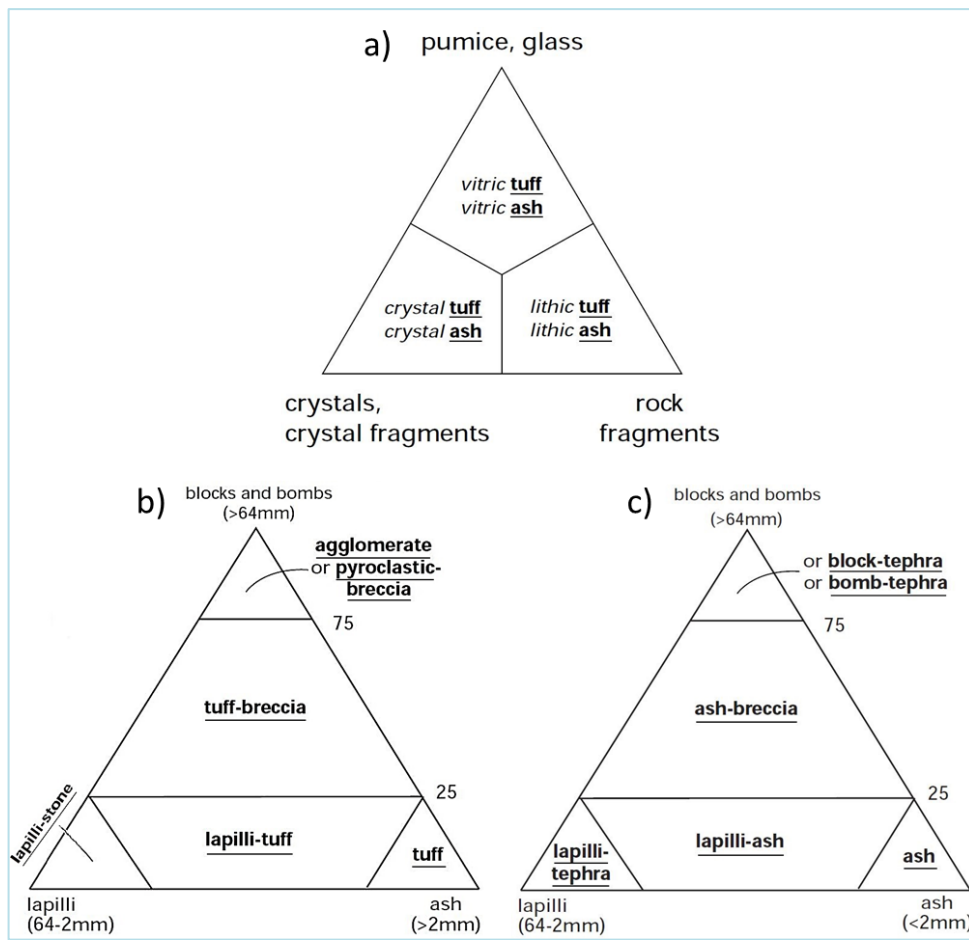 a)
pumice, glass
vitric tuff
vitric ash
crystal tuff
crystal ash
lithic tuff
lithic ash
crystals,
crystal fragments
rock
fragments
b)
blocks and bombs
(>64mm)
agglomerate
or pyroclastic-
breccia
75
tuff-breccia
25
lapilli-stone
lapilli-tuff
tuff
lapilli
(64-2mm)
ash
(>2mm)
c)
blocks and bombs
(>64mm)
or block-tephra
or bomb-tephra
75
ash-breccia
25
lapilli-
tephra
lapilli-ash
ash
lapilli
(64-2mm)
ash
(<2mm)